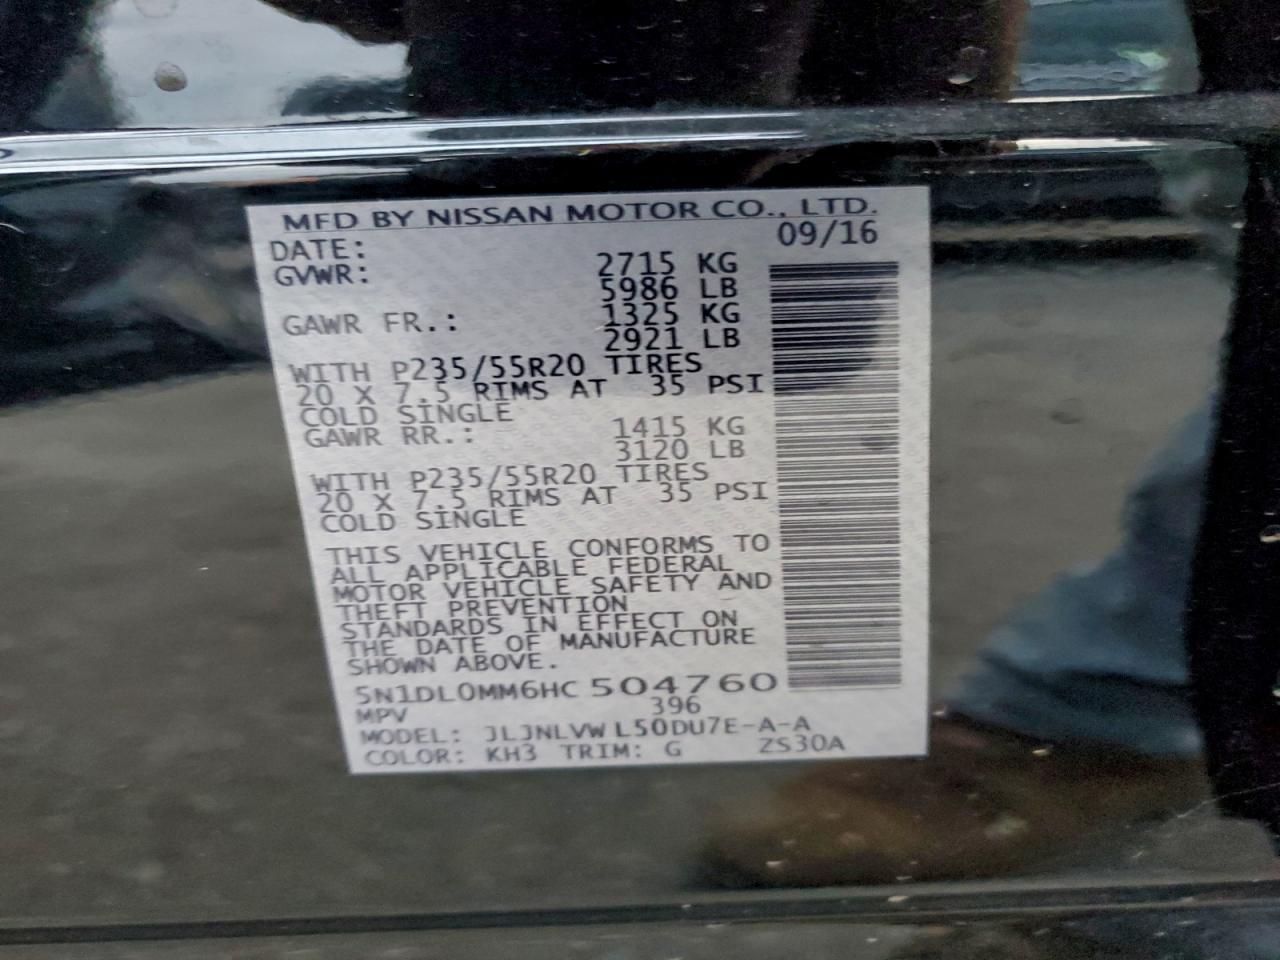 MFD BY NISSAN MOTOR CO., LTD.
DATE: 09/16
GVWR: 2715 KG
5986 LB
GAWR FR.: 1325 KG
2921 LB
WITH P235/55R20 TIRES
20 X 7.5 RIMS AT 35 PSI
COLD SINGLE
GAWR RR.: 1415 KG
3120 LB
WITH P235/55R20 TIRES
20 X 7.5 RIMS AT 35 PSI
COLD SINGLE
THIS VEHICLE CONFORMS TO
ALL APPLICABLE FEDERAL
MOTOR VEHICLE SAFETY AND
THEFT PREVENTION
STANDARDS IN EFFECT ON
THE DATE OF MANUFACTURE
SHOWN ABOVE.
5N1DL0MM6HC504760
MPV 396
MODEL: JLJNLVW L50DU7E-A-A
COLOR: KH3 TRIM: G ZS30A